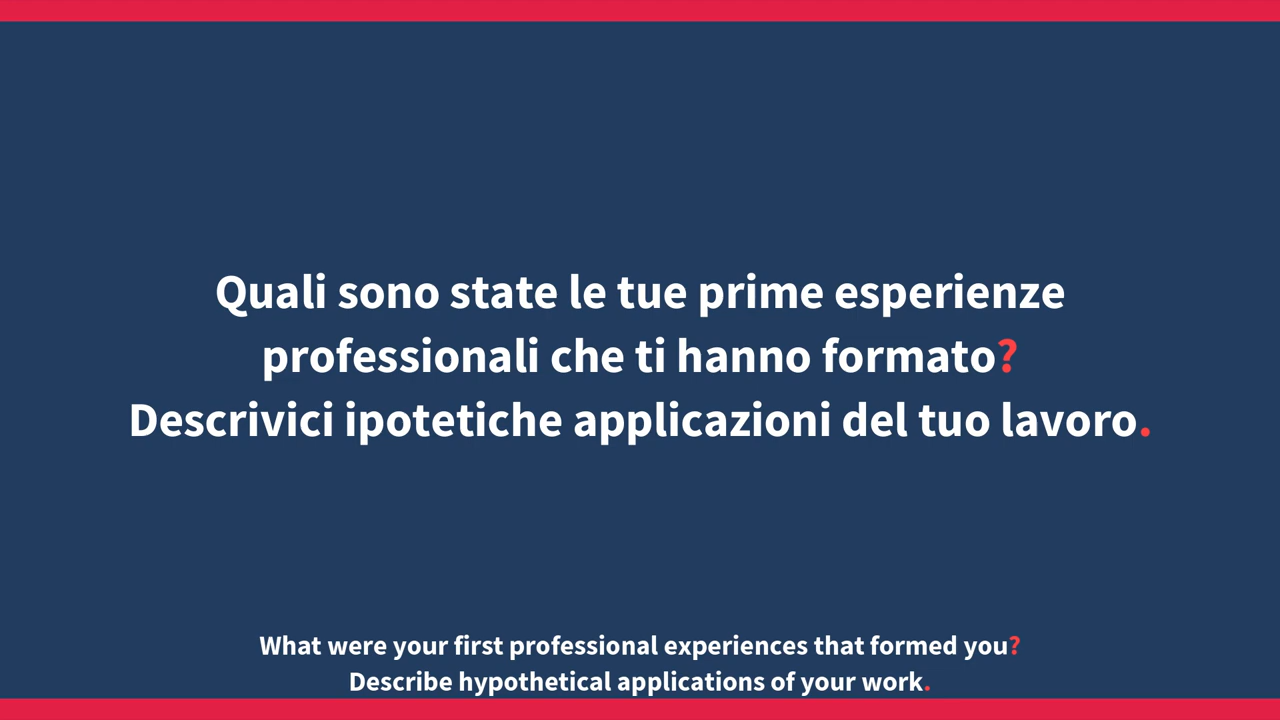 Quali sono state le tue prime esperienze
professionali che ti hanno formato?
Descrivici ipotetiche applicazioni del tuo lavoro.
What were your first professional experiences that formed you?
Describe hypothetical applications of your work.